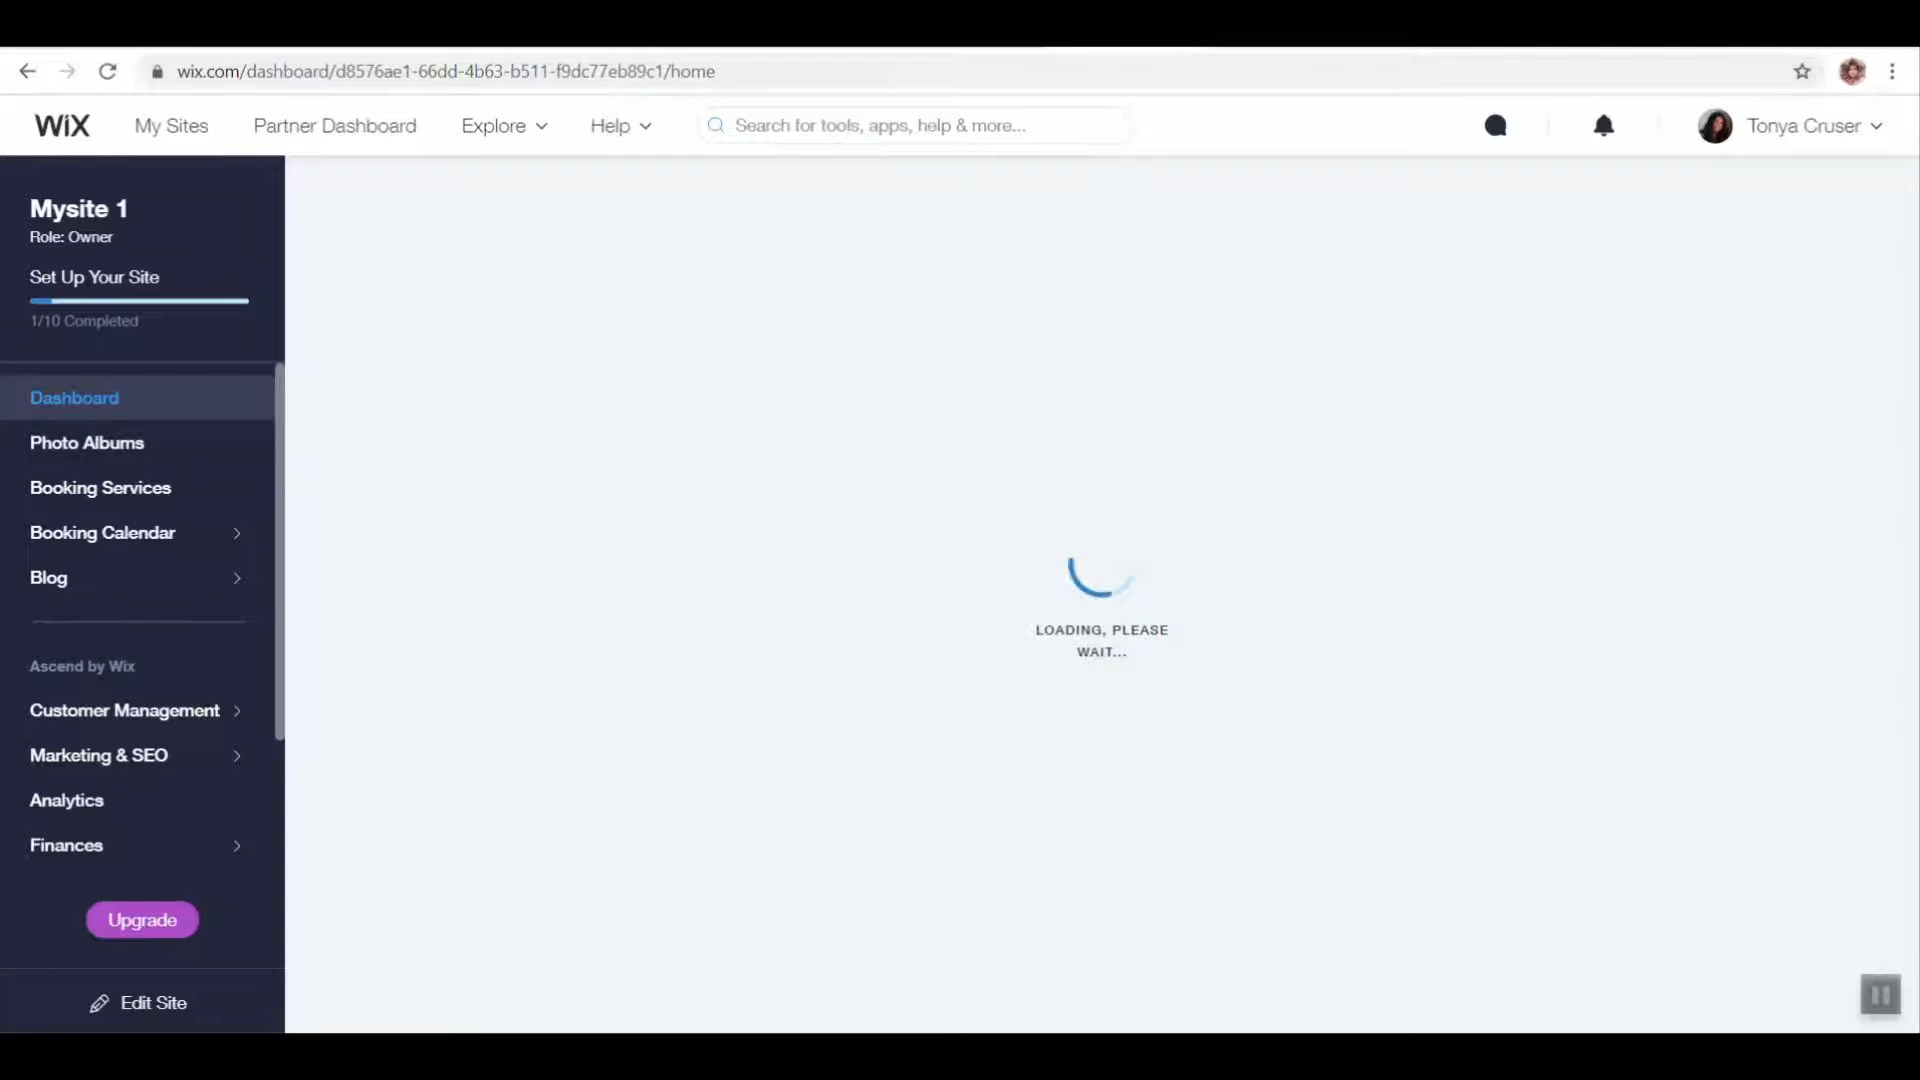 wix.com/dashboard/d8576ae1-66dd-4b63-b511-f9dc77eb89c1/home
WiX My Sites Partner Dashboard Explore Help Search for tools, apps, help & more... Tonya Cruser
Mysite 1
Role: Owner
Set Up Your Site
1/10 Completed
Dashboard
Photo Albums
Booking Services
Booking Calendar
Blog
Ascend by Wix
Customer Management
Marketing & SEO
Analytics
Finances
Upgrade
Edit Site
LOADING, PLEASE
WAIT...